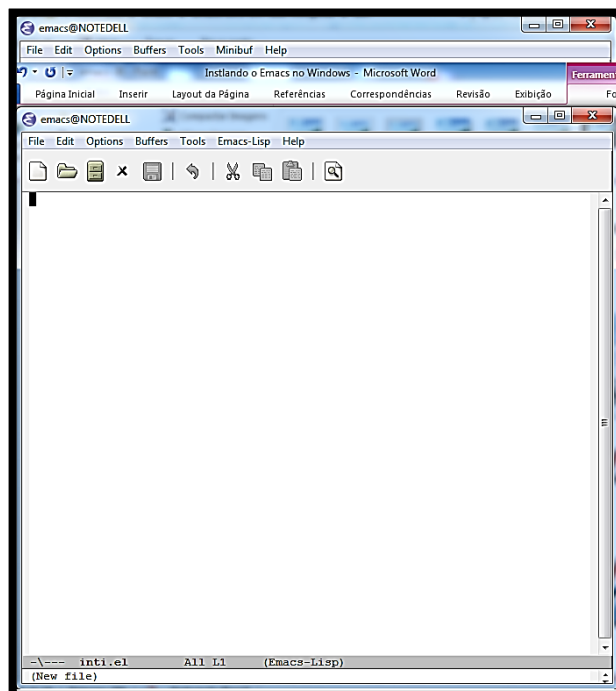 emacs@NOTEDELL
File Edit Options Buffers Tools Minibuf Help
Instlando o Emacs no Windows - Microsoft Word
Ferrament
Página Inicial Inserir Layout da Página Referências Correspondências Revisão Exibição Fo
emacs@NOTEDELL
File Edit Options Buffers Tools Emacs-Lisp Help
-\--- inti.el All L1 (Emacs-Lisp)
(New file)